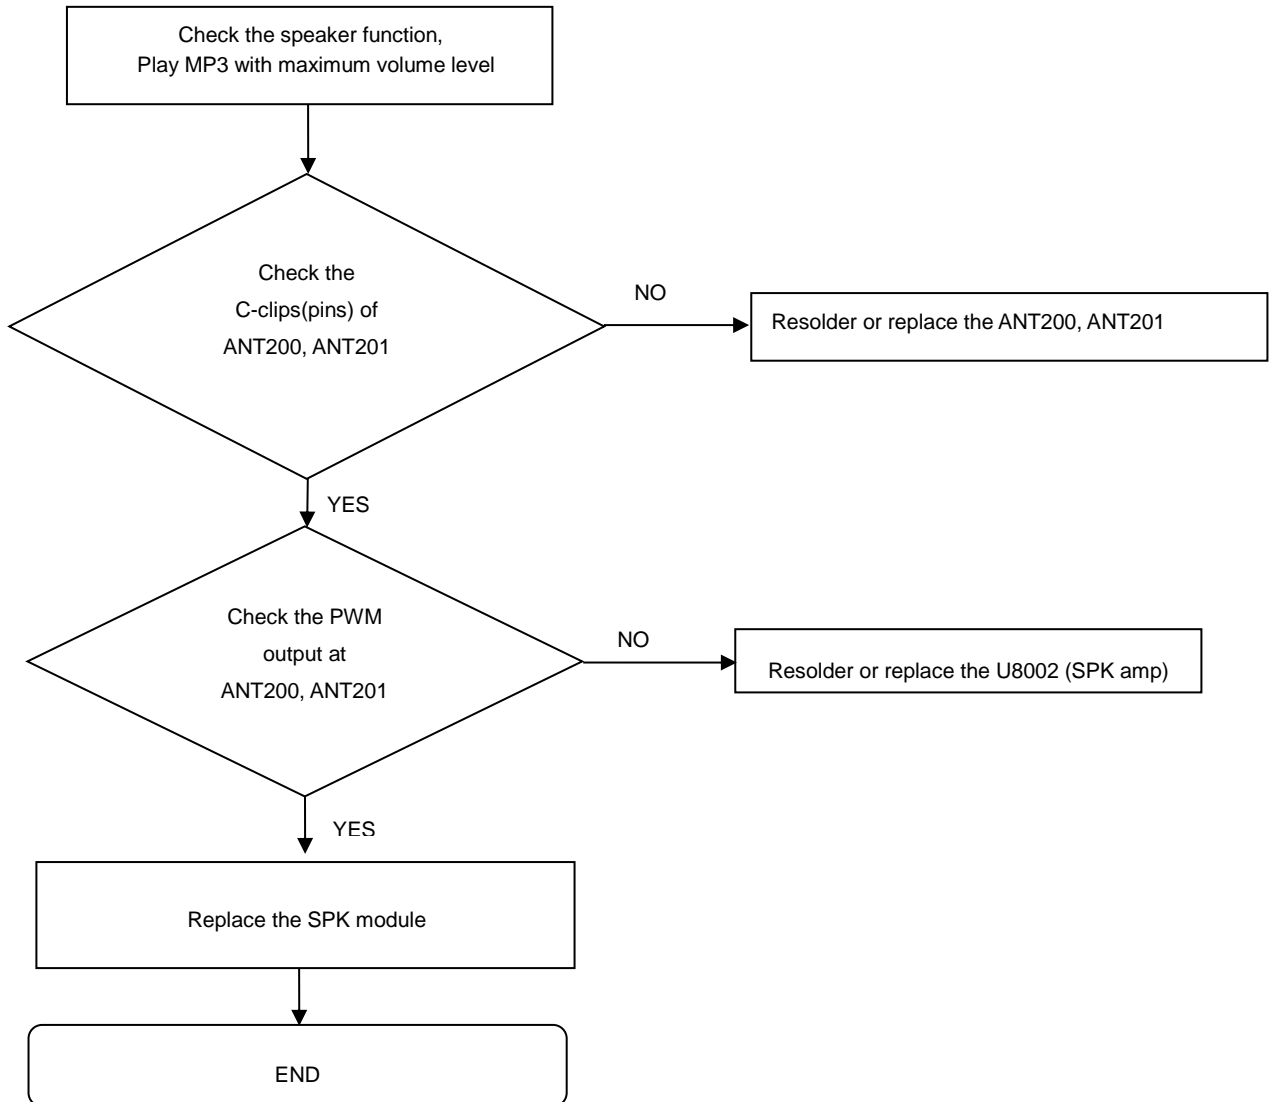 Check the speaker function,
Play MP3 with maximum volume level
Check the
C-clips(pins) of
ANT200, ANT201
NO
Resolder or replace the ANT200, ANT201
YES
Check the PWM
output at
ANT200, ANT201
NO
Resolder or replace the U8002 (SPK amp)
YES
Replace the SPK module
END